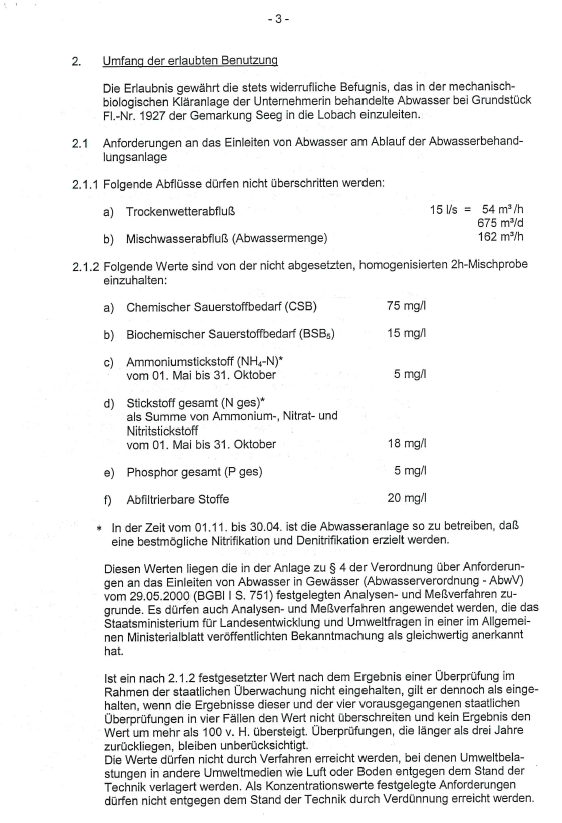 - 3 -
2. Umfang der erlaubten Benutzung
Die Erlaubnis gewährt die stets widerrufliche Befugnis, das in der mechanisch-
biologischen Kläranlage der Unternehmerin behandelte Abwasser bei Grundstück
Fl.-Nr. 1927 der Gemarkung Seeg in die Lobach einzuleiten.
2.1 Anforderungen an das Einleiten von Abwasser am Ablauf der Abwasserbehand-
lungsanlage
2.1.1 Folgende Abflüsse dürfen nicht überschritten werden:
a) Trockenwetterabfluß 15 l/s = 54 m³/h
675 m³/d
b) Mischwasserabfluß (Abwassermenge) 162 m³/h
2.1.2 Folgende Werte sind von der nicht abgesetzten, homogenisierten 2h-Mischprobe
einzuhalten:
a) Chemischer Sauerstoffbedarf (CSB) 75 mg/l
b) Biochemischer Sauerstoffbedarf (BSB₅) 15 mg/l
c) Ammoniumstickstoff (NH₄-N)*
vom 01. Mai bis 31. Oktober 5 mg/l
d) Stickstoff gesamt (N ges)*
als Summe von Ammonium-, Nitrat- und
Nitritstickstoff
vom 01. Mai bis 31. Oktober 18 mg/l
e) Phosphor gesamt (P ges) 5 mg/l
f) Abfiltrierbare Stoffe 20 mg/l
* In der Zeit vom 01.11. bis 30.04. ist die Abwasseranlage so zu betreiben, daß
eine bestmögliche Nitrifikation und Denitrifikation erzielt werden.
Diesen Werten liegen die in der Anlage zu § 4 der Verordnung über Anforderun-
gen an das Einleiten von Abwasser in Gewässer (Abwasserverordnung - AbwV)
vom 29.05.2000 (BGBl I S. 751) festgelegten Analysen- und Meßverfahren zu-
grunde. Es dürfen auch Analysen- und Meßverfahren angewendet werden, die das
Staatsministerium für Landesentwicklung und Umweltfragen in einer im Allgemei-
nen Ministerialblatt veröffentlichten Bekanntmachung als gleichwertig anerkannt
hat.
Ist ein nach 2.1.2 festgesetzter Wert nach dem Ergebnis einer Überprüfung im
Rahmen der staatlichen Überwachung nicht eingehalten, gilt er dennoch als einge-
halten, wenn die Ergebnisse dieser und der vier vorausgegangenen staatlichen
Überprüfungen in vier Fällen den Wert nicht überschreiten und kein Ergebnis den
Wert um mehr als 100 v. H. übersteigt. Überprüfungen, die länger als drei Jahre
zurückliegen, bleiben unberücksichtigt.
Die Werte dürfen nicht durch Verfahren erreicht werden, bei denen Umweltbela-
stungen in andere Umweltmedien wie Luft oder Boden entgegen dem Stand der
Technik verlagert werden. Als Konzentrationswerte festgelegte Anforderungen
dürfen nicht entgegen dem Stand der Technik durch Verdünnung erreicht werden.